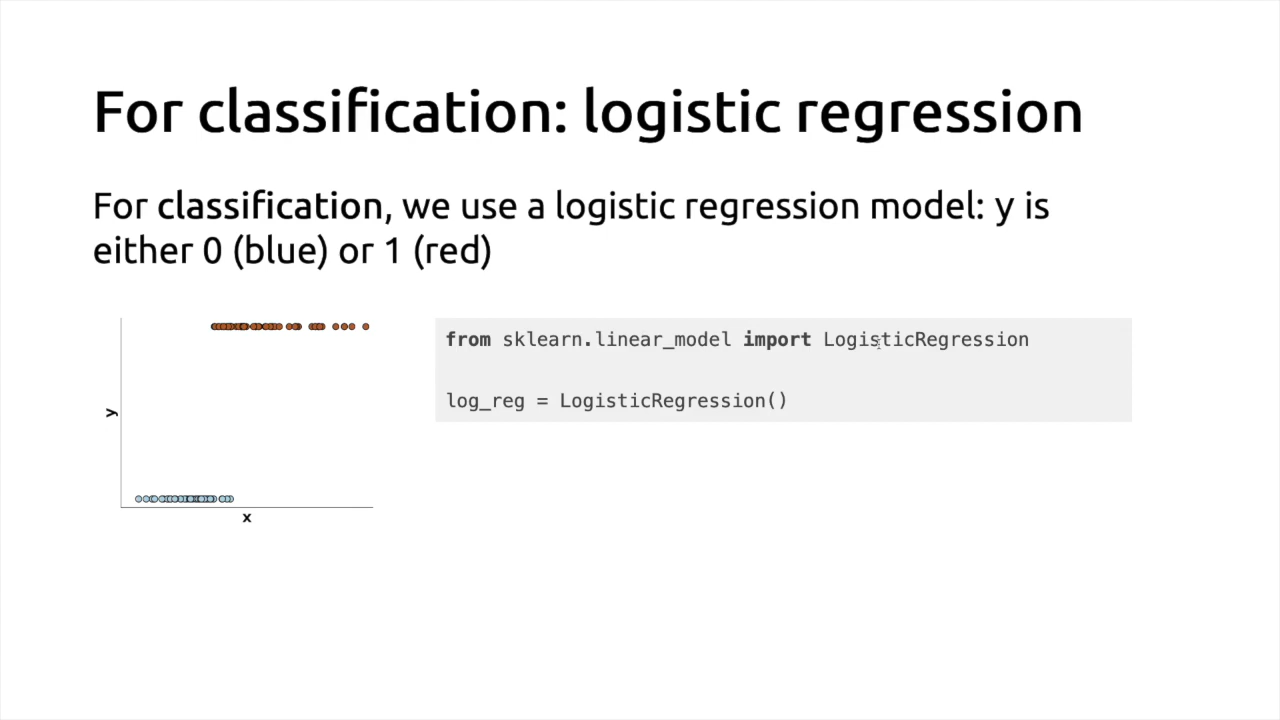 For classification: logistic regression
For classification, we use a logistic regression model: y is
either 0 (blue) or 1 (red)
y
x
from sklearn.linear_model import LogisticRegression
log_reg = LogisticRegression()